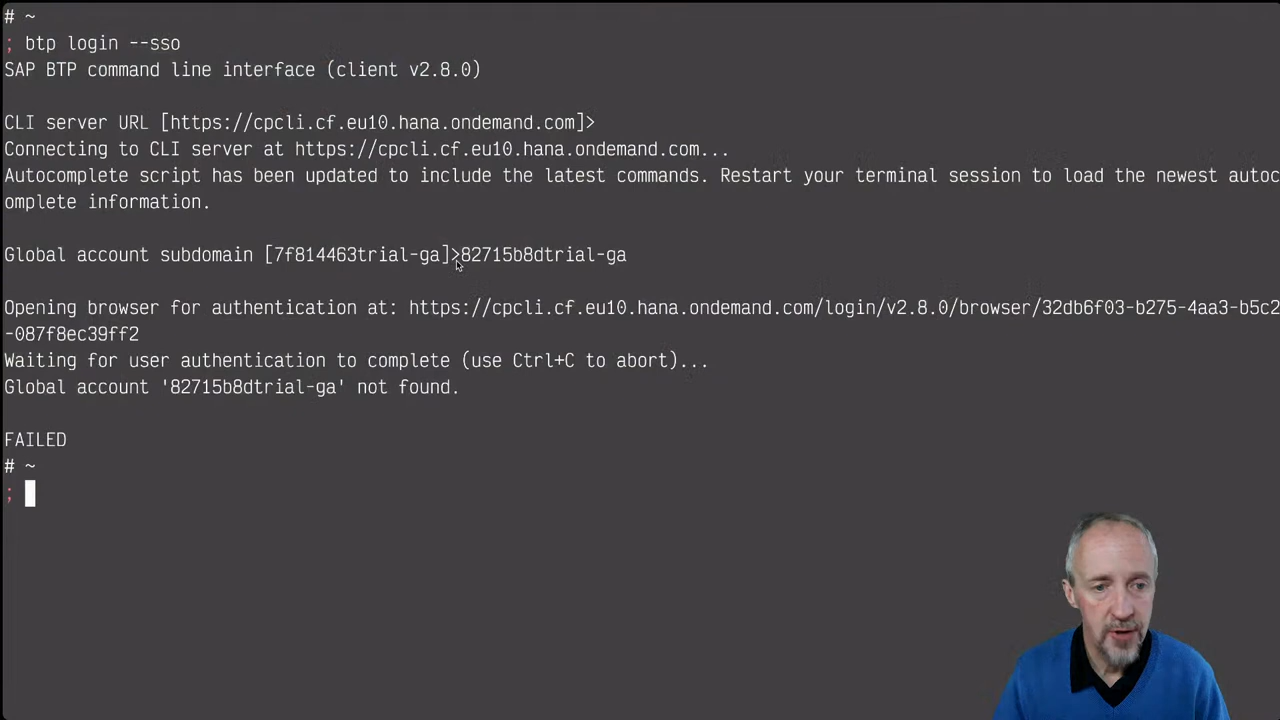 # ~
; btp login --sso
SAP BTP command line interface (client v2.8.0)
CLI server URL [https://cpcli.cf.eu10.hana.ondemand.com]>
Connecting to CLI server at https://cpcli.cf.eu10.hana.ondemand.com...
Autocomplete script has been updated to include the latest commands. Restart your terminal session to load the newest autoc
omplete information.
Global account subdomain [7f814463trial-ga]>82715b8dtrial-ga
Opening browser for authentication at: https://cpcli.cf.eu10.hana.ondemand.com/login/v2.8.0/browser/32db6f03-b275-4aa3-b5c2
-087f8ec39ff2
Waiting for user authentication to complete (use Ctrl+C to abort)...
Global account '82715b8dtrial-ga' not found.
FAILED
# ~
;